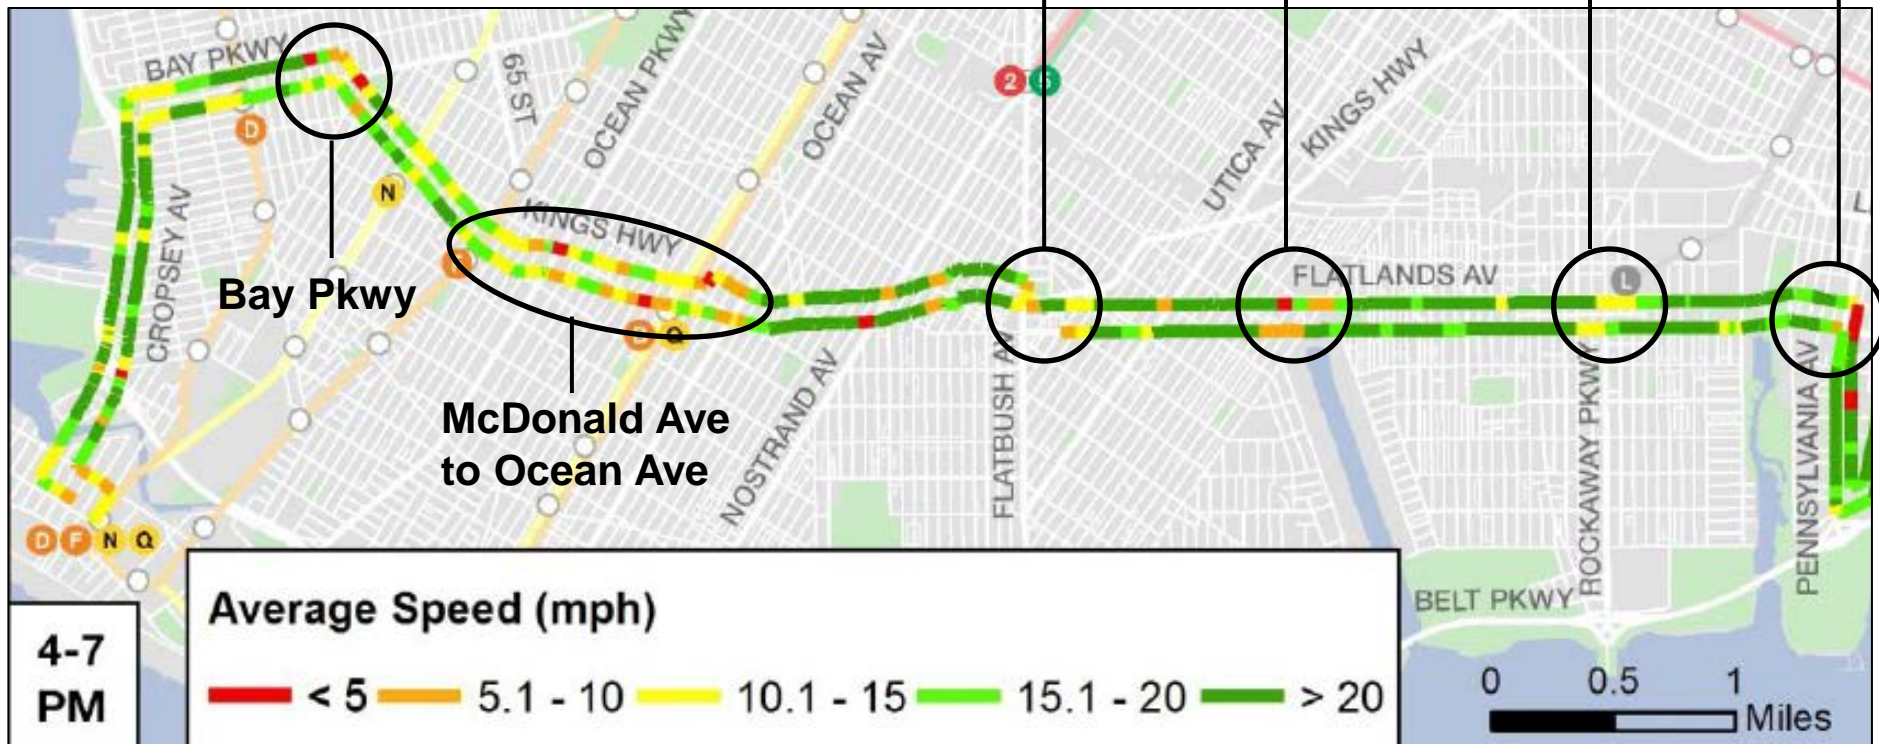 BAY PKWY
65 ST
OCEAN PKWY
OCEAN AV
2 5
UTICA AV
KINGS HWY
D
N
CROPSEY AV
KINGS HWY
Bay Pkwy
FLATLANDS AV
L
Q
McDonald Ave
to Ocean Ave
NOSTRAND AV
FLATBUSH AV
ROCKAWAY PKWY
PENNSYLVANIA AV
D F N Q
BELT PKWY
4-7
PM
Average Speed (mph)
< 5 5.1 - 10 10.1 - 15 15.1 - 20 > 20
0 0.5 1
Miles